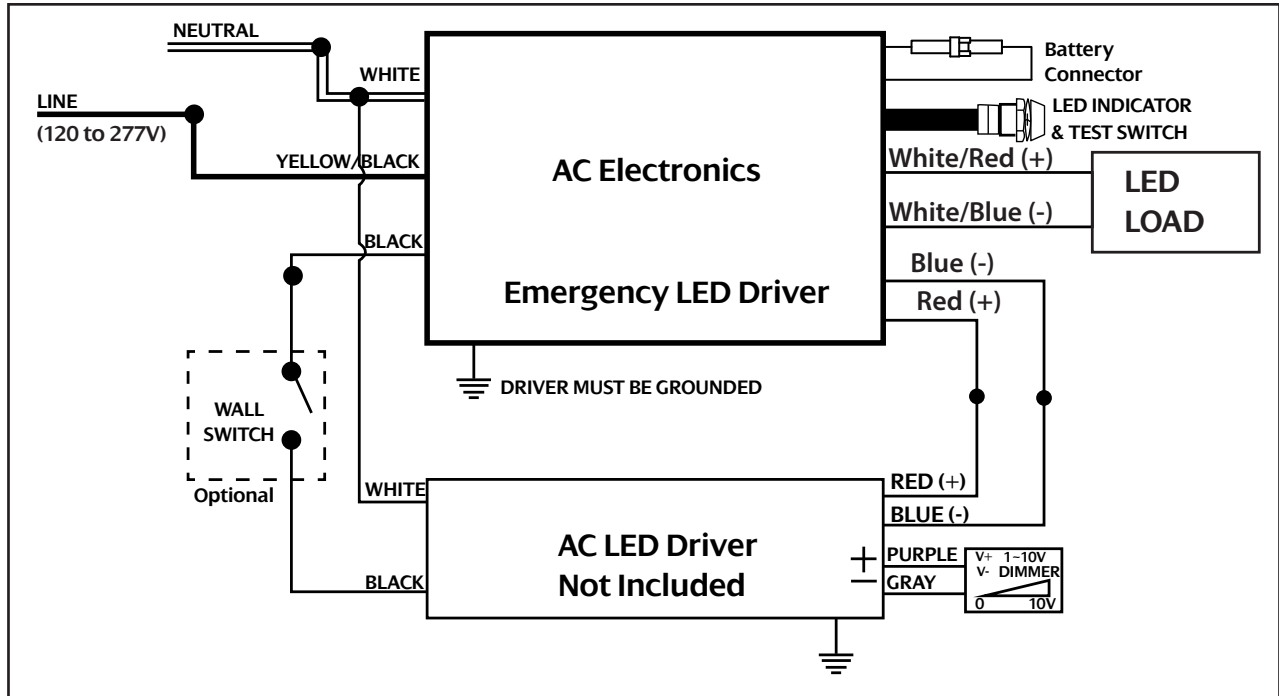 NEUTRAL
WHITE
LINE
(120 to 277V)
YELLOW/BLACK
BLACK
AC Electronics
Emergency LED Driver
Battery
Connector
LED INDICATOR
& TEST SWITCH
White/Red (+)
White/Blue (-)
LED
LOAD
Blue (-)
Red (+)
DRIVER MUST BE GROUNDED
WALL
SWITCH
Optional
WHITE
BLACK
AC LED Driver
Not Included
RED (+)
BLUE (-)
+ PURPLE
− GRAY
V+ 1~10V
V- DIMMER
0 10V